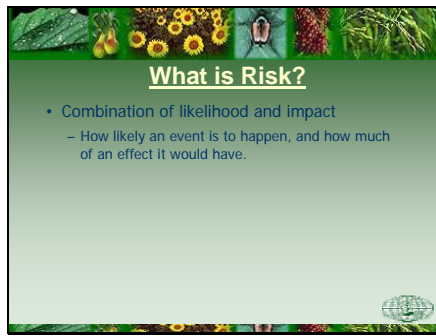 What is Risk?
• Combination of likelihood and impact
– How likely an event is to happen, and how much
of an effect it would have.